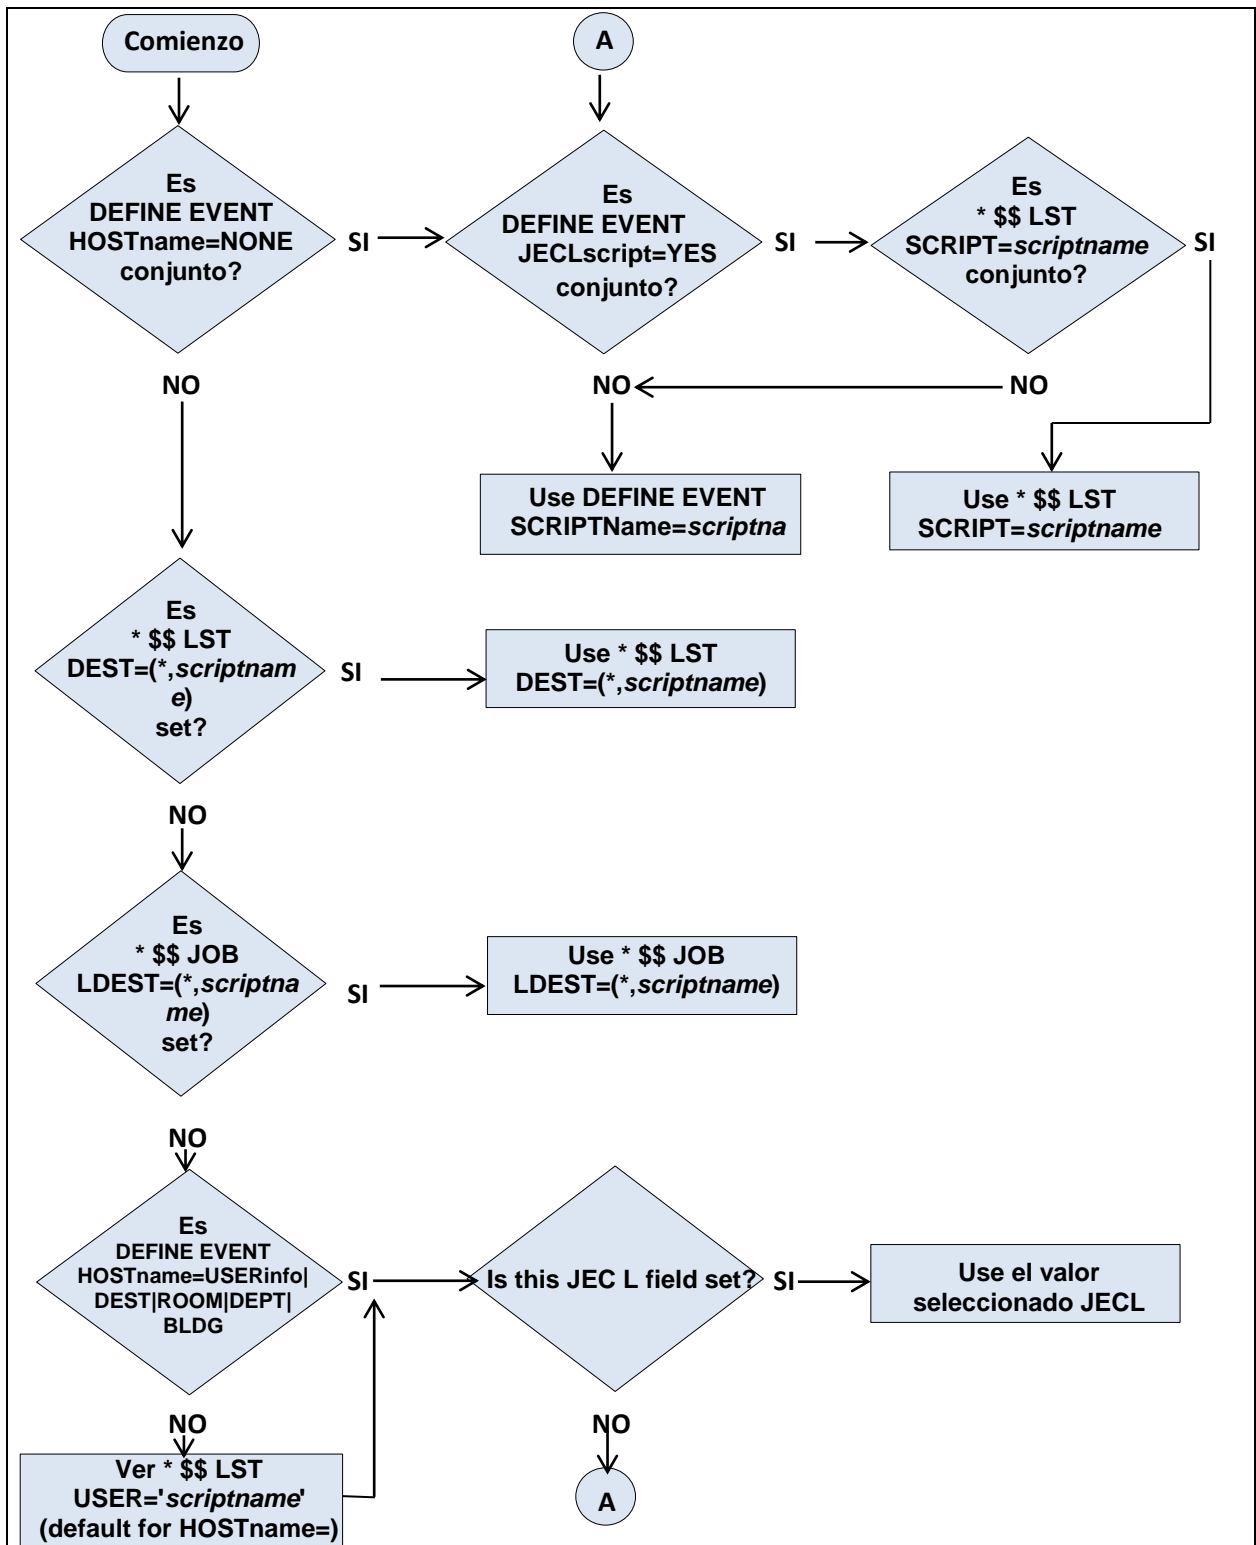 Comienzo
A
Es
DEFINE EVENT
HOSTname=NONE
conjunto?
SI
Es
DEFINE EVENT
JECLscript=YES
conjunto?
SI
Es
* $$ LST
SCRIPT=scriptname
conjunto?
SI
NO
NO
NO
Use DEFINE EVENT
SCRIPTName=scriptna
Use * $$ LST
SCRIPT=scriptname
Es
* $$ LST
DEST=(*,scriptnam
e)
set?
SI
Use * $$ LST
DEST=(*,scriptname)
NO
Es
* $$ JOB
LDEST=(*,scriptna
me)
set?
SI
Use * $$ JOB
LDEST=(*,scriptname)
NO
Es
DEFINE EVENT
HOSTname=USERinfo|
DEST|ROOM|DEPT|
BLDG
SI
Is this JEC L field set?
SI
Use el valor
seleccionado JECL
NO
NO
Ver * $$ LST
USER='scriptname'
(default for HOSTname=)
A